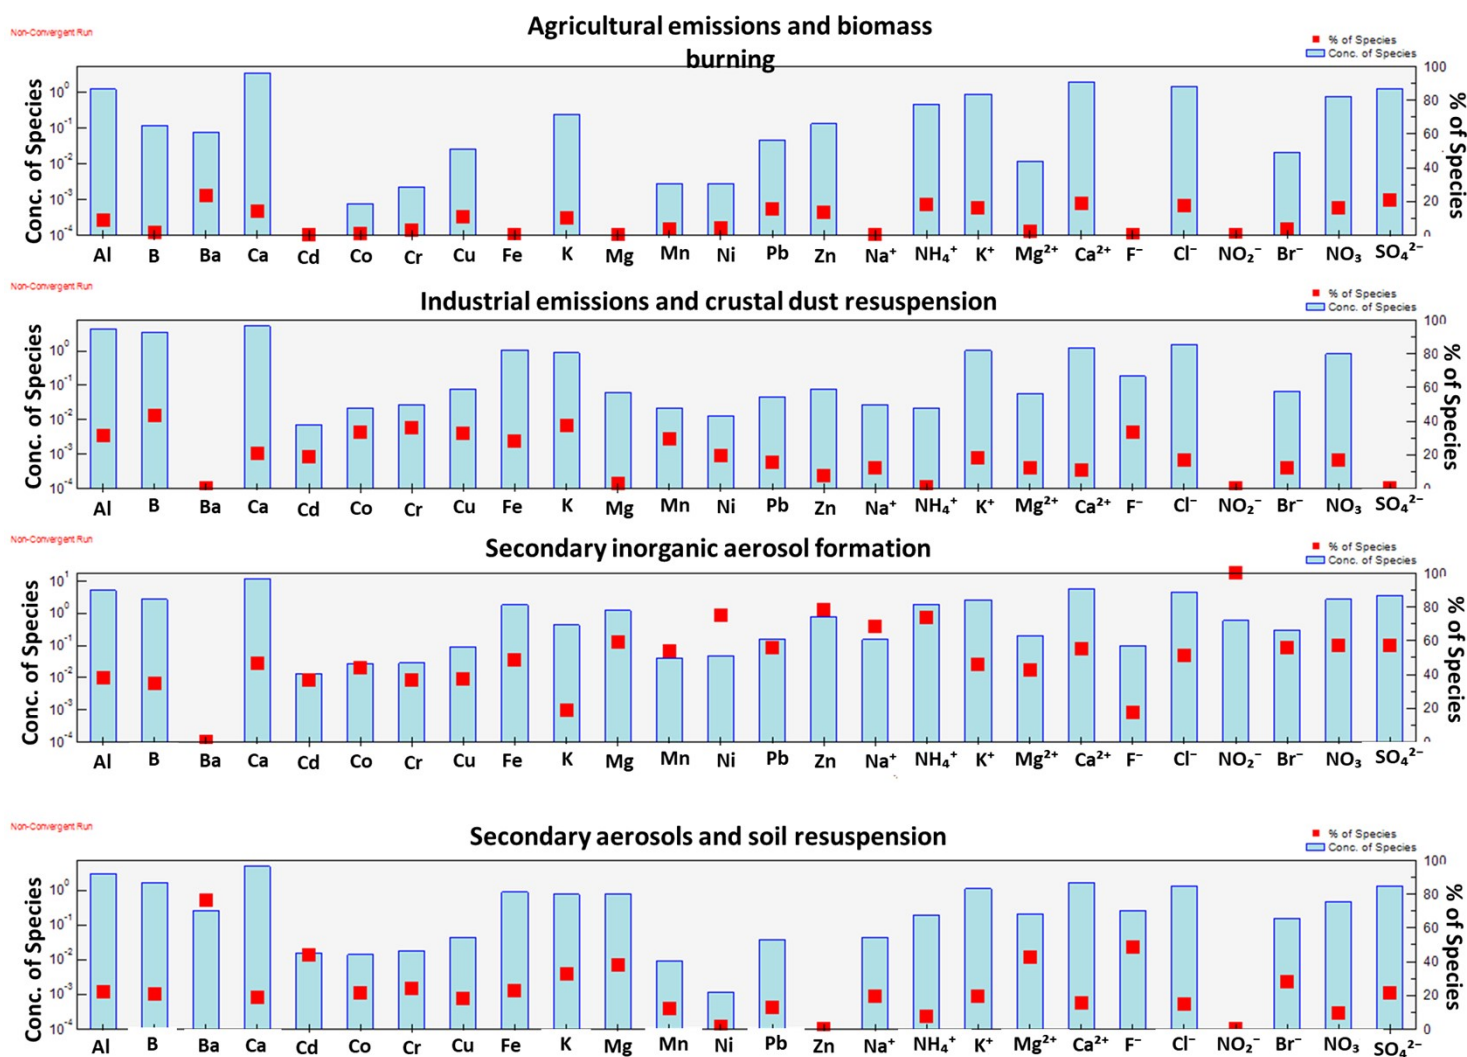 Agricultural emissions and biomass
burning
Non-Convergent Run
% of Species
Conc. of Species
Conc. of Species
10⁰
10⁻¹
10⁻²
10⁻³
10⁻⁴
100
80
60
40
20
0
% of Species
Al B Ba Ca Cd Co Cr Cu Fe K Mg Mn Ni Pb Zn Na⁺ NH₄⁺ K⁺ Mg²⁺ Ca²⁺ F⁻ Cl⁻ NO₂⁻ Br⁻ NO₃ SO₄²⁻
Non-Convergent Run
Industrial emissions and crustal dust resuspension
% of Species
Conc. of Species
Conc. of Species
10⁰
10⁻¹
10⁻²
10⁻³
10⁻⁴
100
80
60
40
20
0
% of Species
Al B Ba Ca Cd Co Cr Cu Fe K Mg Mn Ni Pb Zn Na⁺ NH₄⁺ K⁺ Mg²⁺ Ca²⁺ F⁻ Cl⁻ NO₂⁻ Br⁻ NO₃ SO₄²⁻
Non-Convergent Run
Secondary inorganic aerosol formation
% of Species
Conc. of Species
Conc. of Species
10¹
10⁰
10⁻¹
10⁻²
10⁻³
10⁻⁴
100
80
60
40
20
0
% of Species
Al B Ba Ca Cd Co Cr Cu Fe K Mg Mn Ni Pb Zn Na⁺ NH₄⁺ K⁺ Mg²⁺ Ca²⁺ F⁻ Cl⁻ NO₂⁻ Br⁻ NO₃ SO₄²⁻
Non-Convergent Run
Secondary aerosols and soil resuspension
% of Species
Conc. of Species
Conc. of Species
10⁰
10⁻¹
10⁻²
10⁻³
10⁻⁴
100
80
60
40
20
0
% of Species
Al B Ba Ca Cd Co Cr Cu Fe K Mg Mn Ni Pb Zn Na⁺ NH₄⁺ K⁺ Mg²⁺ Ca²⁺ F⁻ Cl⁻ NO₂⁻ Br⁻ NO₃ SO₄²⁻